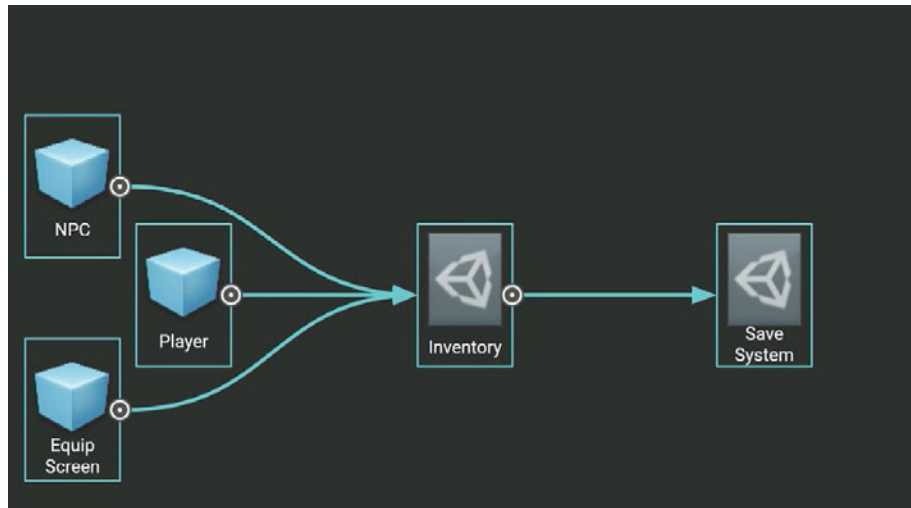 NPC
Player
Equip
Screen
Inventory
Save
System